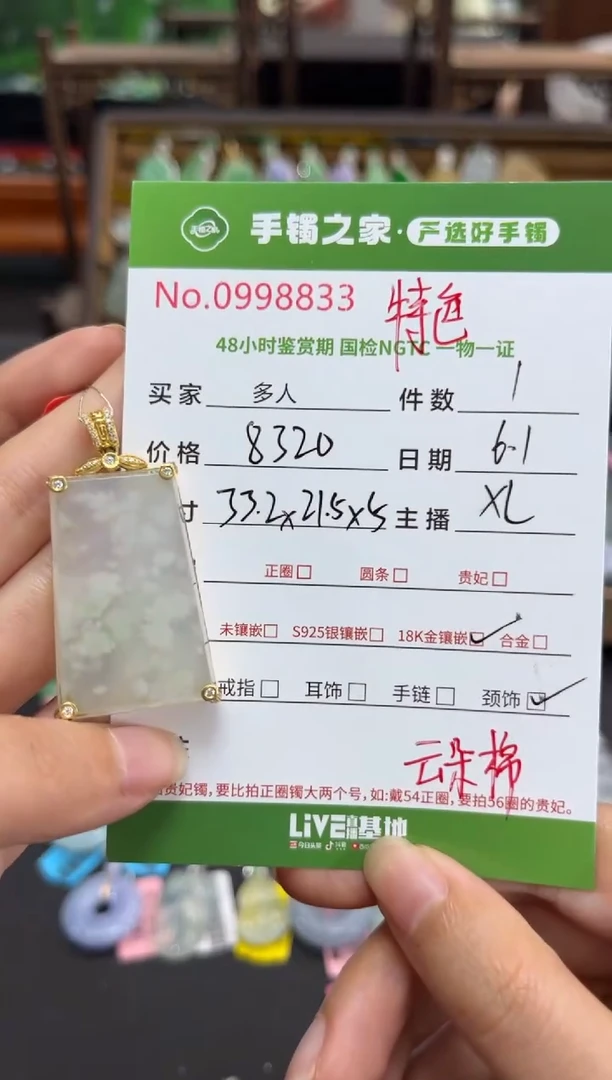 手镯之家·严选好手镯
No.0998833 特色
48小时鉴赏期 国检NGTC 一物一证
买家 多人 件数 1
价格 8320 日期 6.1
寸 33.2x21.5x5 主播 XL
正圈□ 圆条□ 贵妃□
未镶嵌□ S925银镶嵌□ 18K金镶嵌☑ 合金□
戒指□ 耳饰□ 手链□ 颈饰☑
云朵棉
贵妃镯,要比拍正圈镯大两个号,如:戴54正圈,要拍56圈的贵妃。
LiVE直播基地
今日头条 抖音